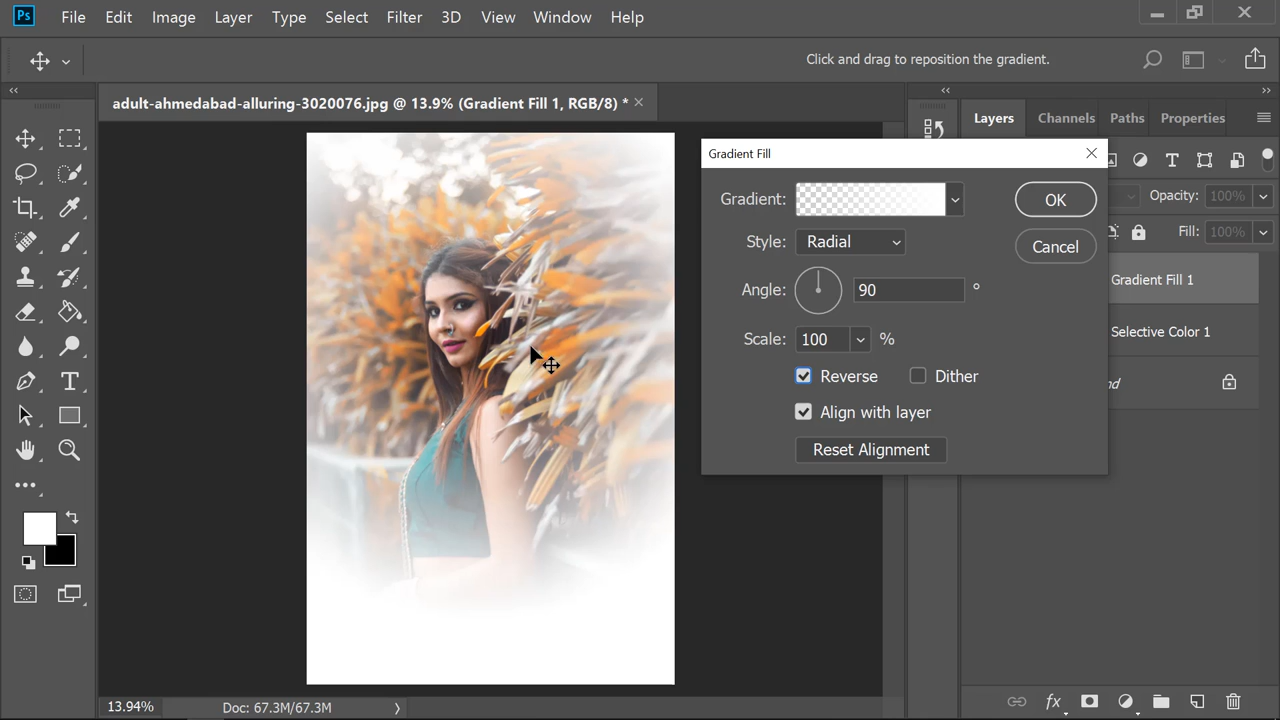 Ps File Edit Image Layer Type Select Filter 3D View Window Help
Click and drag to reposition the gradient.
adult-ahmedabad-alluring-3020076.jpg @ 13.9% (Gradient Fill 1, RGB/8) *
Layers Channels Paths Properties
Gradient Fill
Gradient:
OK
Opacity: 100%
Style: Radial
Cancel
Fill: 100%
Angle: 90 °
Gradient Fill 1
Scale: 100 %
Selective Color 1
Reverse Dither
nd
Align with layer
Reset Alignment
13.94% Doc: 67.3M/67.3M
fx